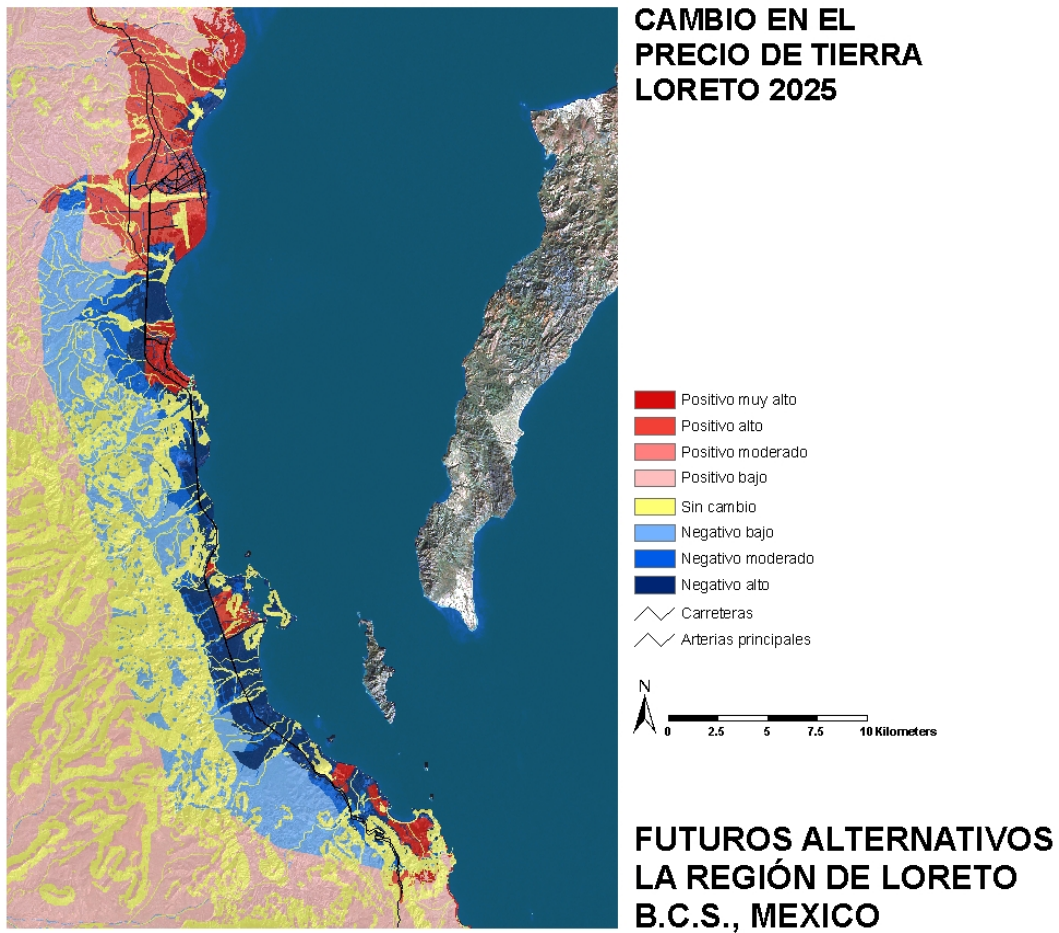 CAMBIO EN EL
PRECIO DE TIERRA
LORETO 2025
Positivo muy alto
Positivo alto
Positivo moderado
Positivo bajo
Sin cambio
Negativo bajo
Negativo moderado
Negativo alto
Carreteras
Arterias principales
N
0 2.5 5 7.5 10 Kilometers
FUTUROS ALTERNATIVOS
LA REGIÓN DE LORETO
B.C.S., MEXICO